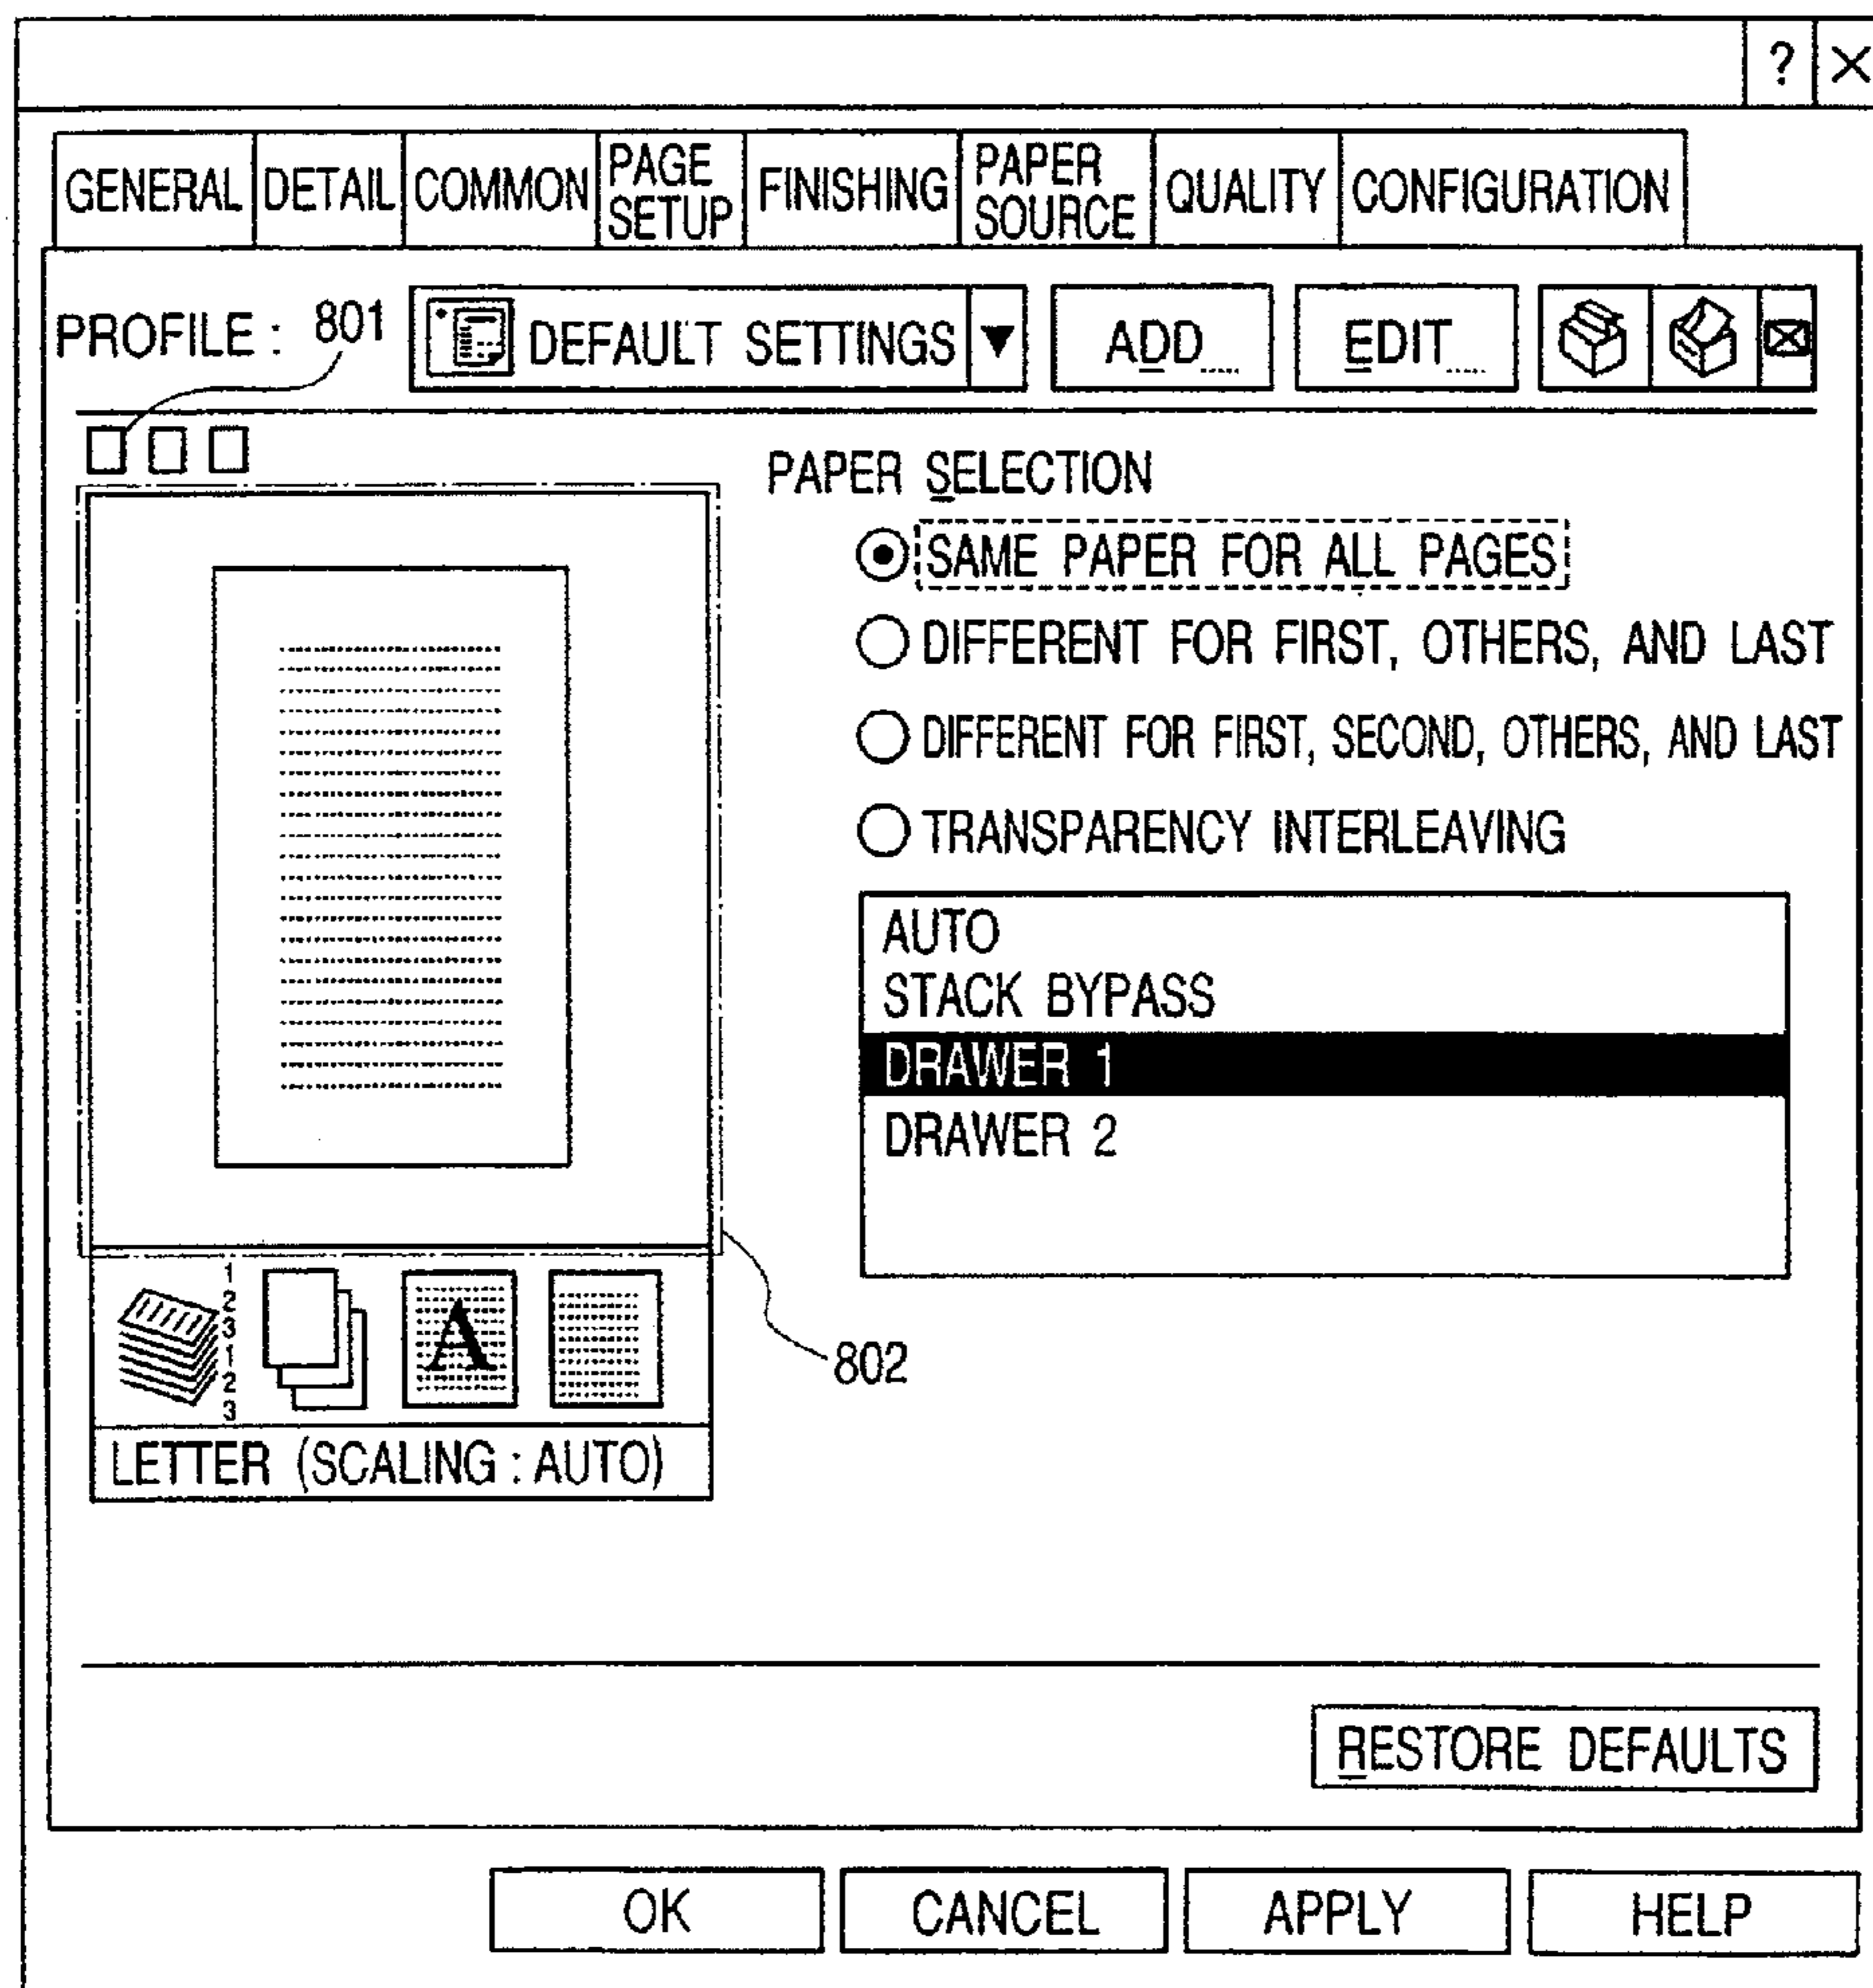 ? ×
GENERAL DETAIL COMMON PAGE SETUP FINISHING PAPER SOURCE QUALITY CONFIGURATION
PROFILE : 801 DEFAULT SETTINGS ▼ ADD... EDIT...
PAPER SELECTION
SAME PAPER FOR ALL PAGES
DIFFERENT FOR FIRST, OTHERS, AND LAST
DIFFERENT FOR FIRST, SECOND, OTHERS, AND LAST
TRANSPARENCY INTERLEAVING
AUTO
STACK BYPASS
DRAWER 1
DRAWER 2
1
2
3
1
2
3
A
802
LETTER (SCALING : AUTO)
RESTORE DEFAULTS
OK CANCEL APPLY HELP